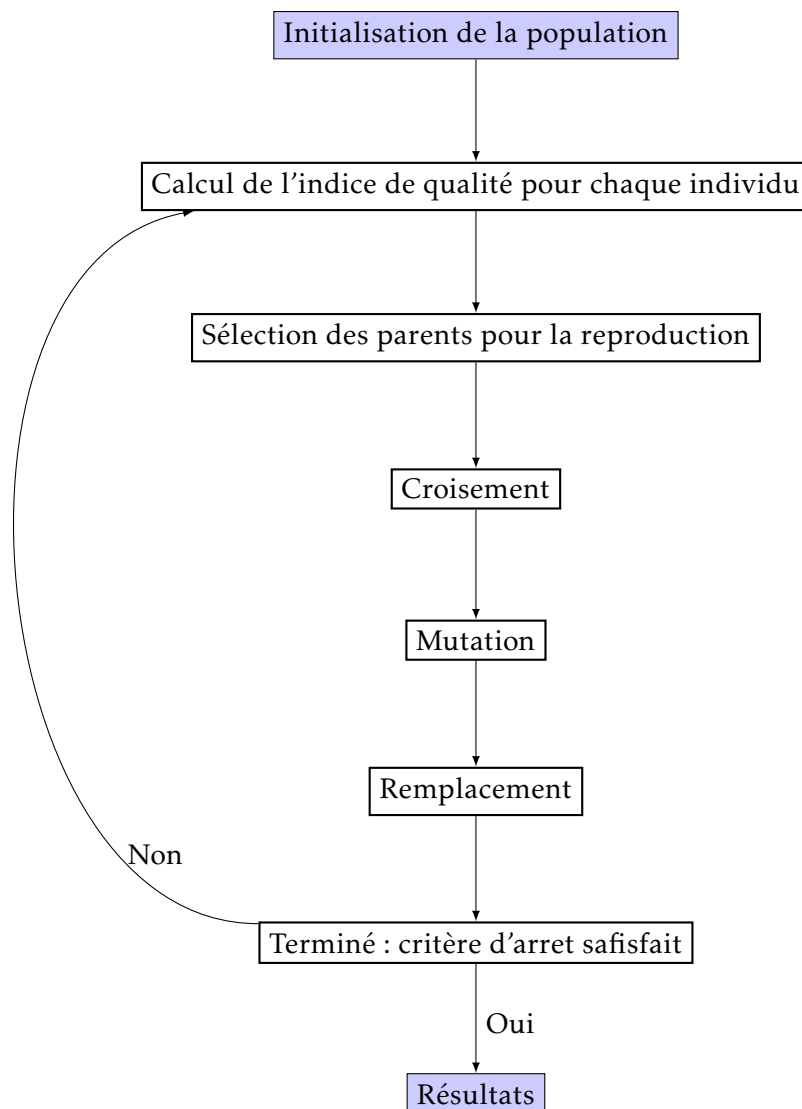 Initialisation de la population
Calcul de l'indice de qualité pour chaque individu
Sélection des parents pour la reproduction
Croisement
Mutation
Remplacement
Non
Terminé : critère d'arret safisfait
Oui
Résultats